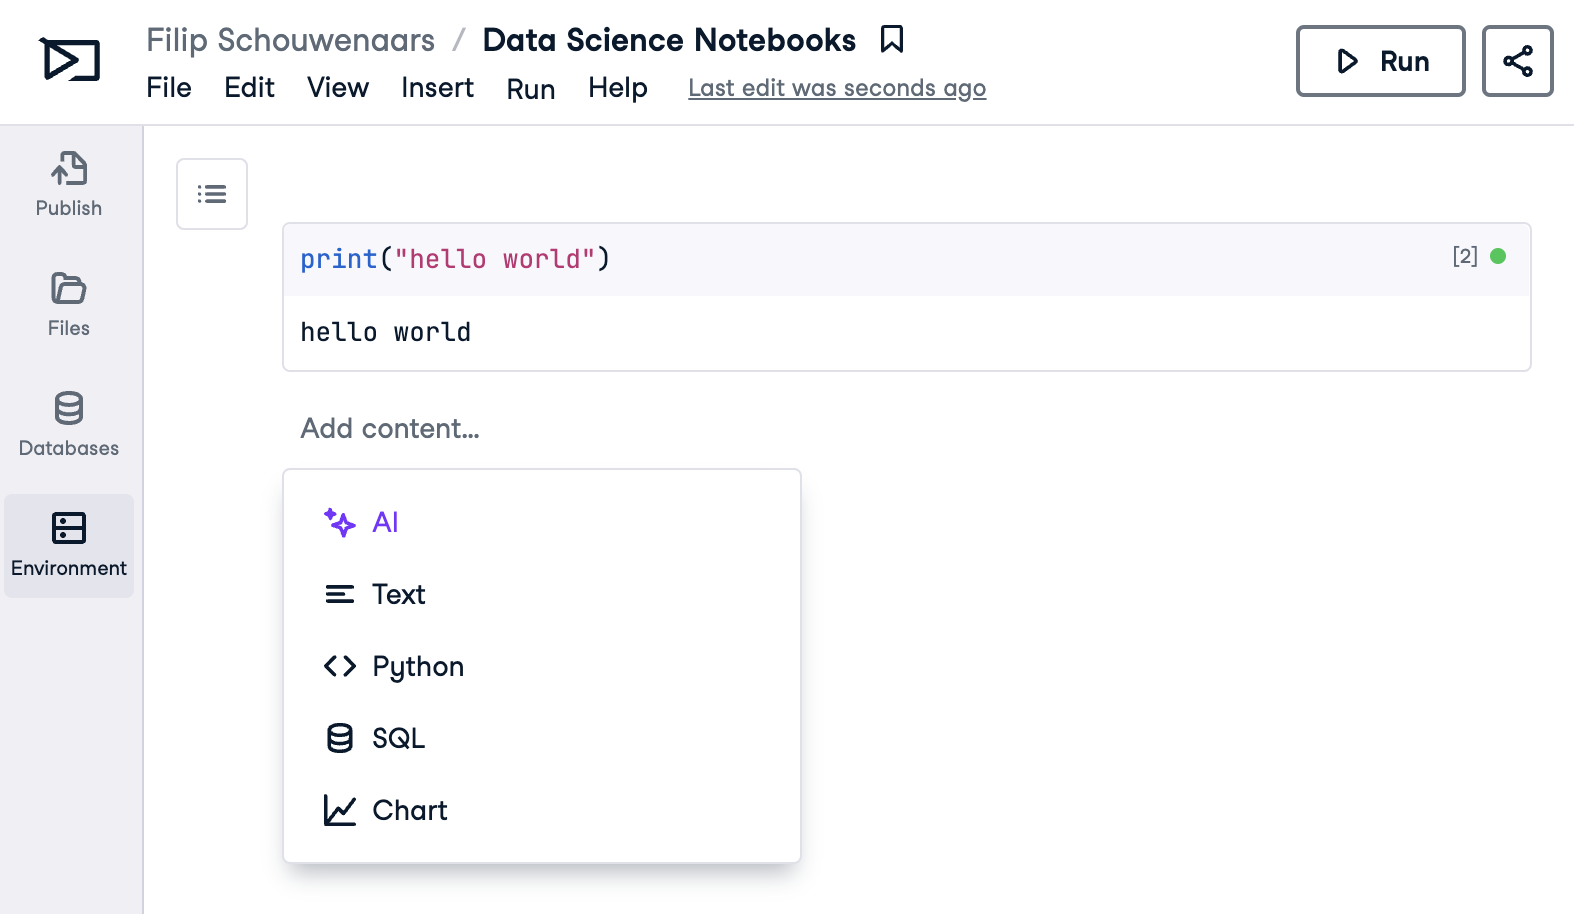 Filip Schouwenaars / Data Science Notebooks
File Edit View Insert Run Help Last edit was seconds ago
Run
Publish
Files
Databases
Environment
print("hello world")
[2]
hello world
Add content...
AI
Text
Python
SQL
Chart